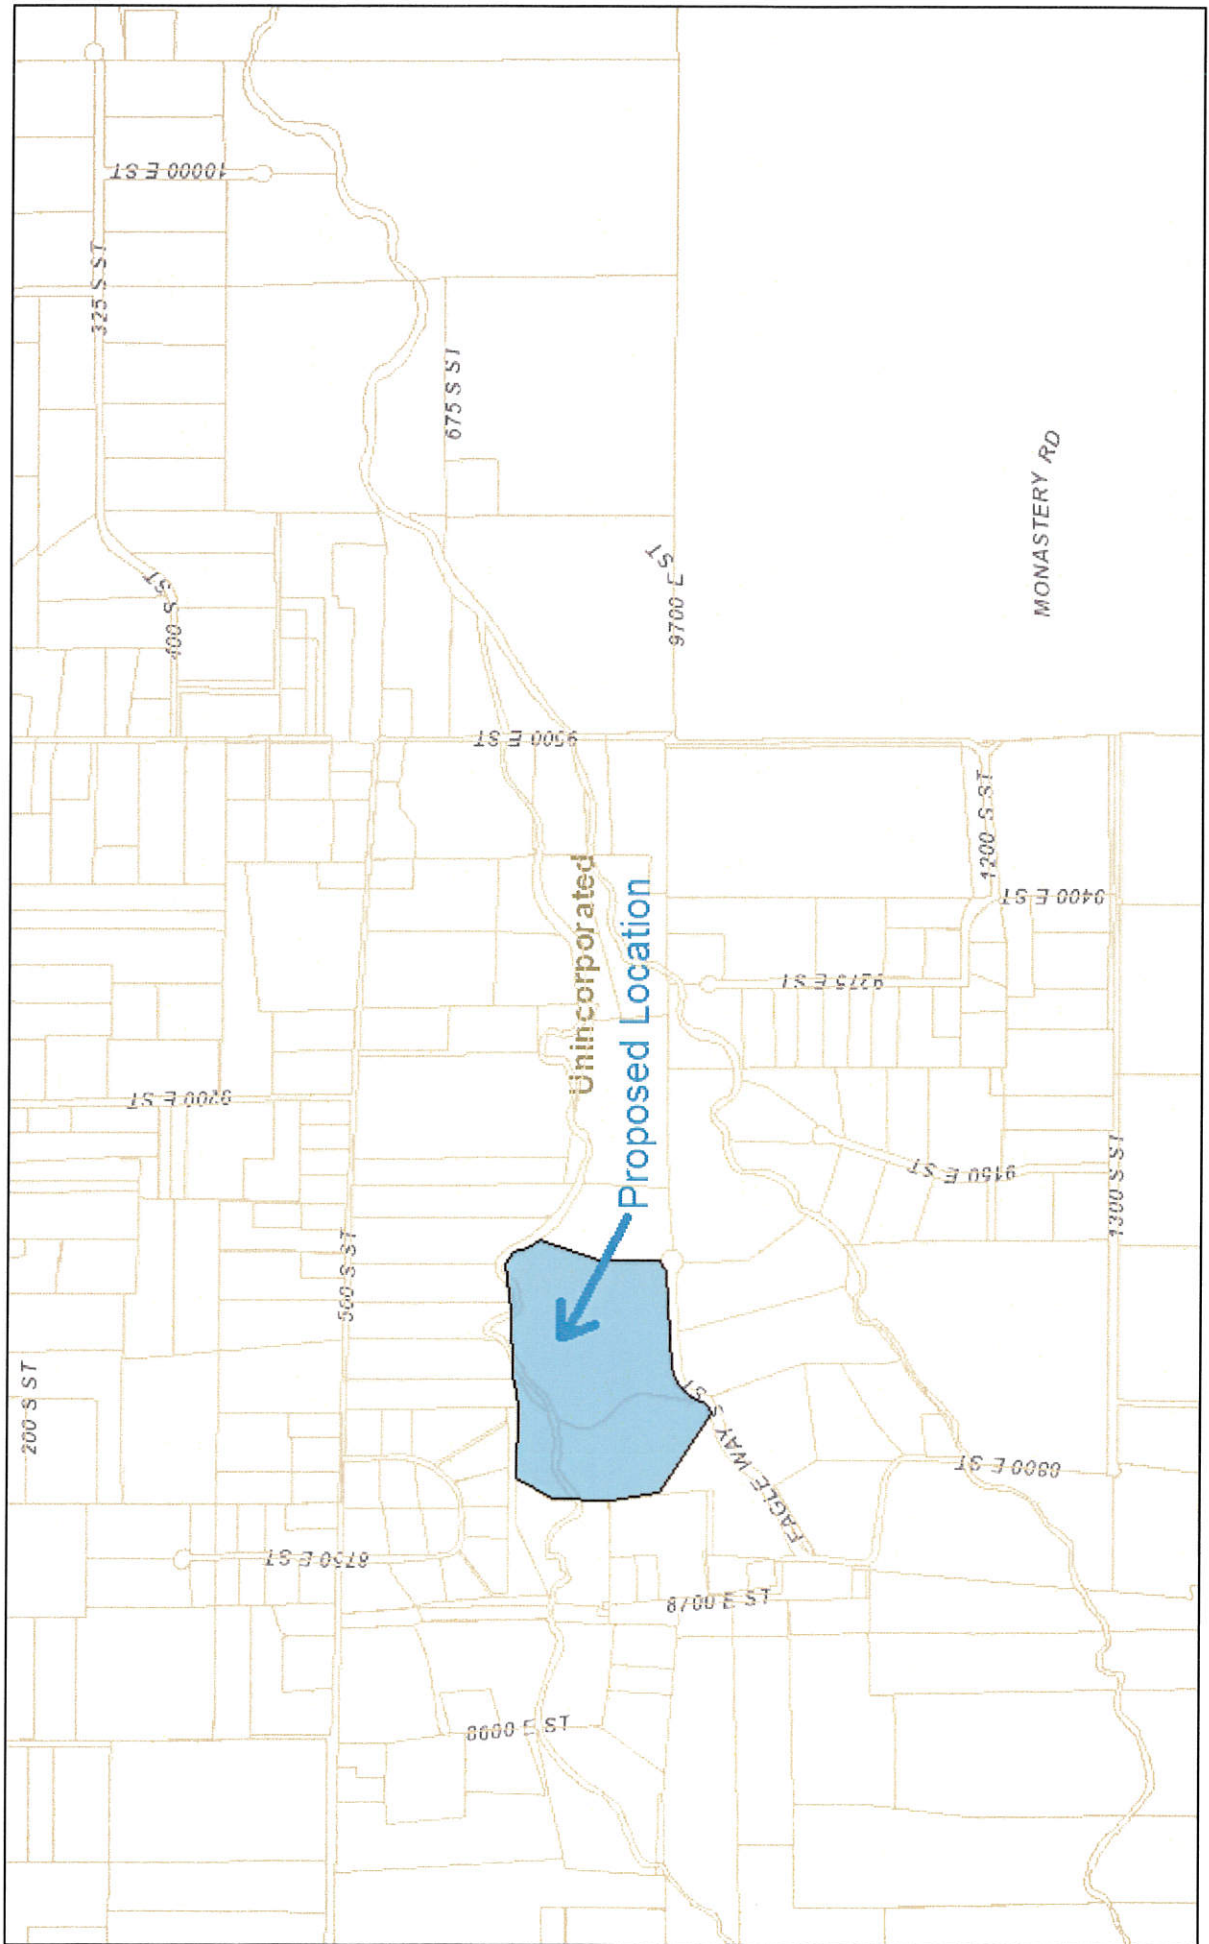 10000 E ST
325 S ST
675 S ST
MONASTERY RD
400 S ST
9700 E ST
9500 E ST
1200 S ST
9400 E ST
Unincorporated
Proposed Location
9275 E ST
9200 E ST
9150 E ST
1300 S ST
500 S ST
200 S ST
EAGLE WAY S ST
8800 E ST
8750 E ST
8700 E ST
8600 E ST